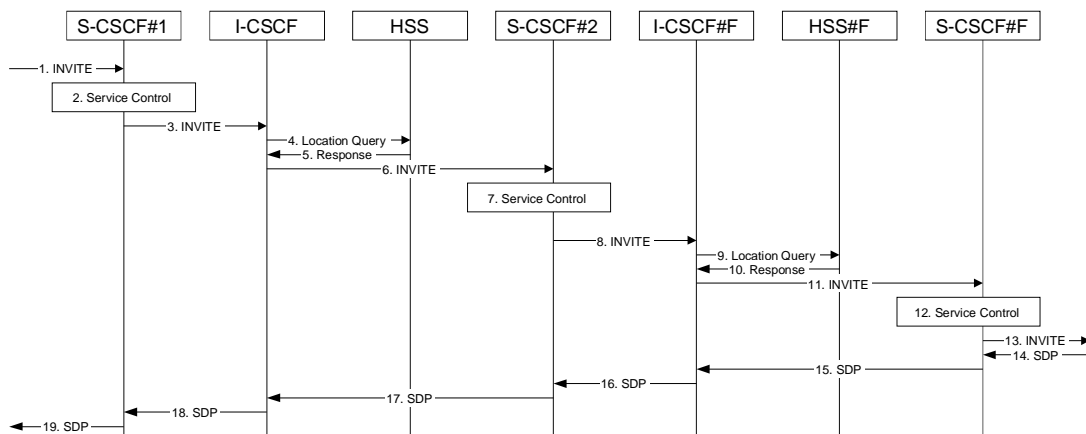 S-CSCF#1
I-CSCF
HSS
S-CSCF#2
I-CSCF#F
HSS#F
S-CSCF#F
1. INVITE
2. Service Control
3. INVITE
4. Location Query
5. Response
6. INVITE
7. Service Control
8. INVITE
9. Location Query
10. Response
11. INVITE
12. Service Control
13. INVITE
14. SDP
15. SDP
16. SDP
17. SDP
18. SDP
19. SDP